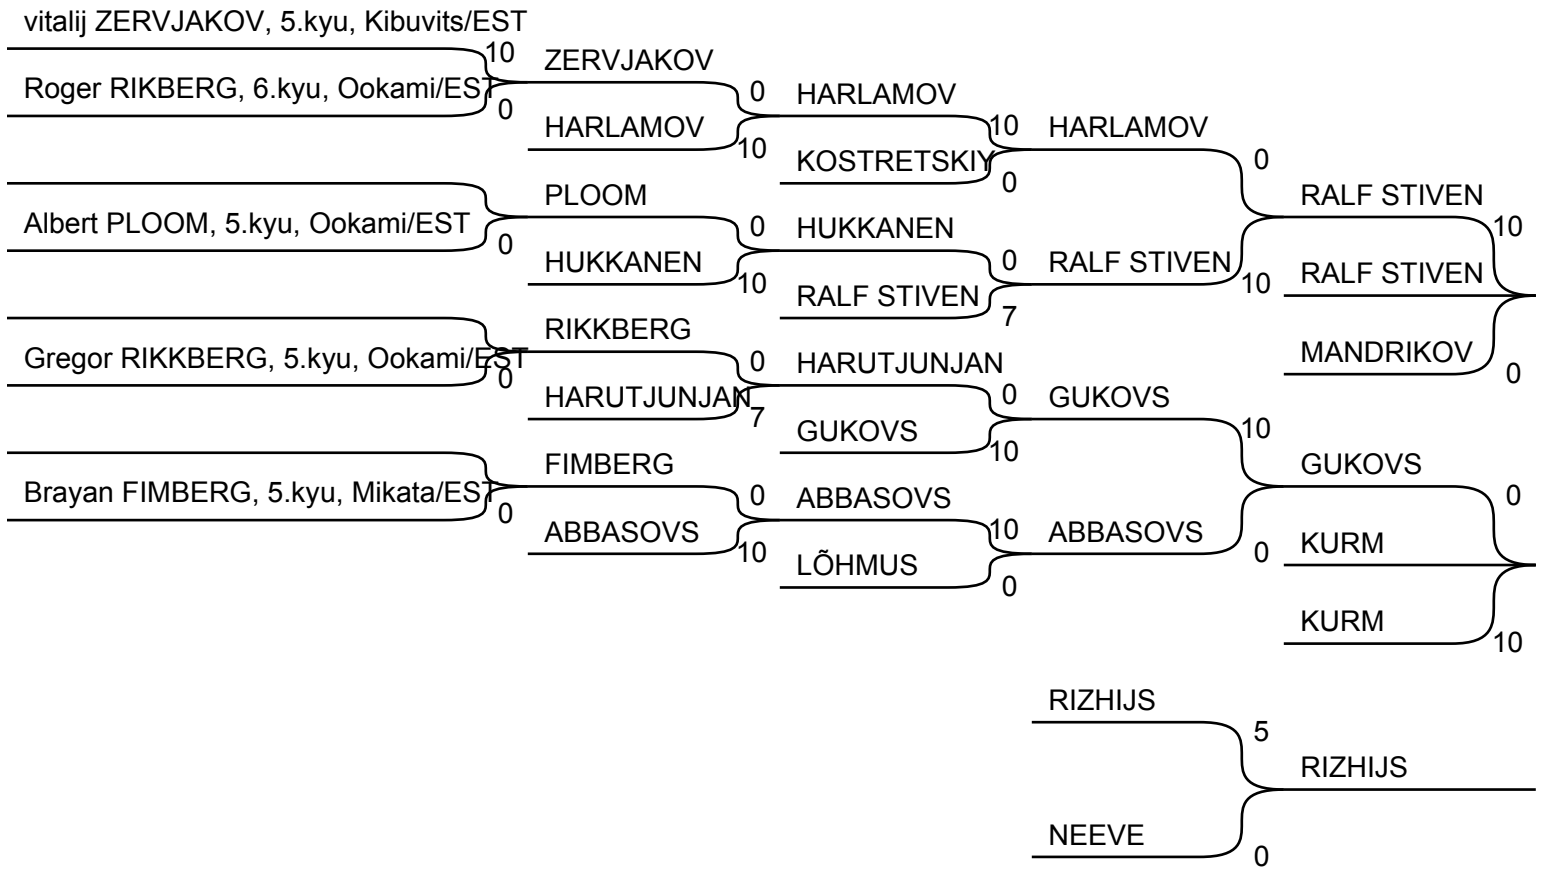 vitalij ZERVJAKOV, 5.kyu, Kibuvits/EST
10
Roger RIKBERG, 6.kyu, Ookami/EST
0
Albert PLOOM, 5.kyu, Ookami/EST
0
Gregor RIKKBERG, 5.kyu, Ookami/EST
0
Brayan FIMBERG, 5.kyu, Mikata/EST
0
ZERVJAKOV
0
HARLAMOV
10
PLOOM
0
HUKKANEN
10
RIKKBERG
0
HARUTJUNJAN
7
FIMBERG
0
ABBASOVS
10
HARLAMOV
10
KOSTRETSKIY
0
HUKKANEN
0
RALF STIVEN
7
HARUTJUNJAN
0
GUKOVS
10
ABBASOVS
10
LÕHMUS
0
HARLAMOV
0
RALF STIVEN
10
GUKOVS
10
ABBASOVS
0
RALF STIVEN
10
RALF STIVEN
MANDRIKOV
0
GUKOVS
0
KURM
KURM
10
RIZHIJS
5
NEEVE
0
RIZHIJS